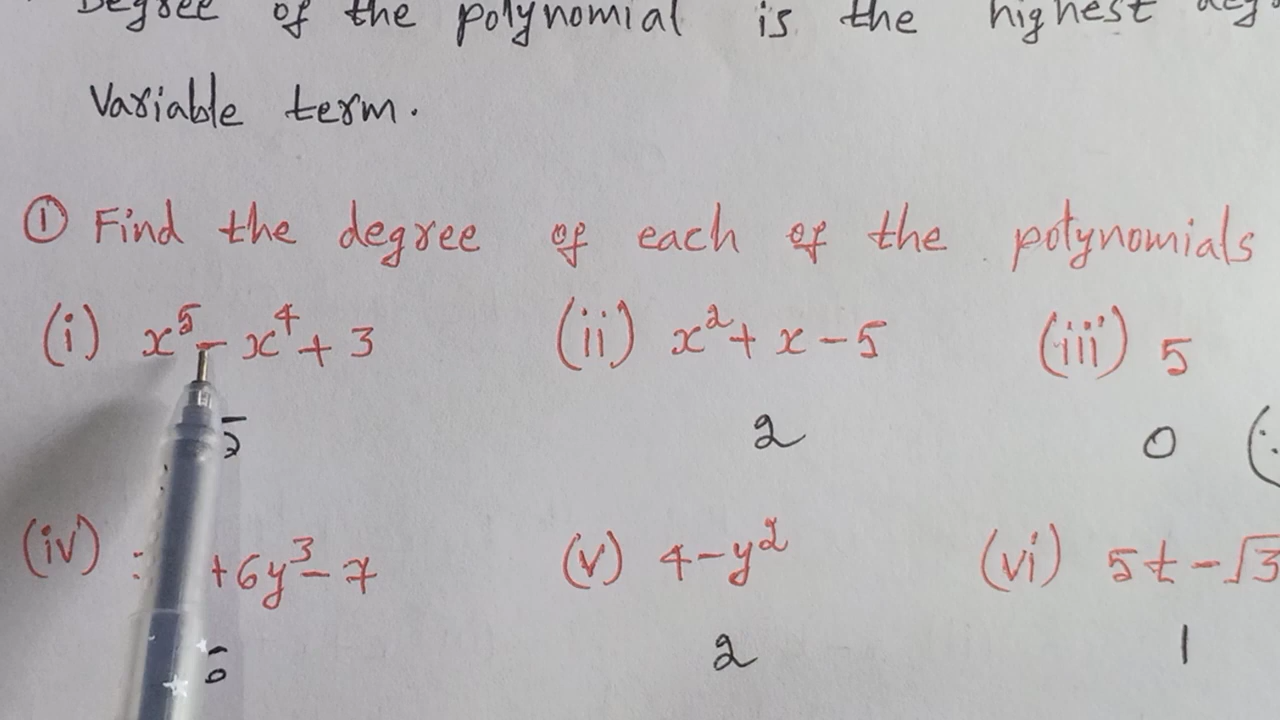 Degree of the polynomial is the highest deg
Variable term.
① Find the degree of each of the polynomials
(i) x⁵ - x⁴ + 3 (ii) x² + x - 5 (iii) 5
5 2 0
(iv) +6y³ - 7 (v) 4 - y² (vi) 5t - √3
2 1